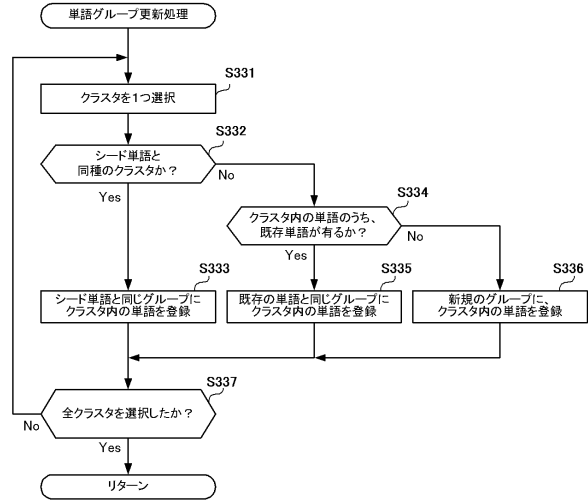 単語グループ更新処理
S331
クラスタを1つ選択
S332
シード単語と
同種のクラスタか？
No
Yes
S334
クラスタ内の単語のうち、
既存単語が有るか？
No
Yes
S333
シード単語と同じグループに
クラスタ内の単語を登録
S335
既存の単語と同じグループに
クラスタ内の単語を登録
S336
新規のグループに、
クラスタ内の単語を登録
S337
全クラスタを選択したか？
No
Yes
リターン